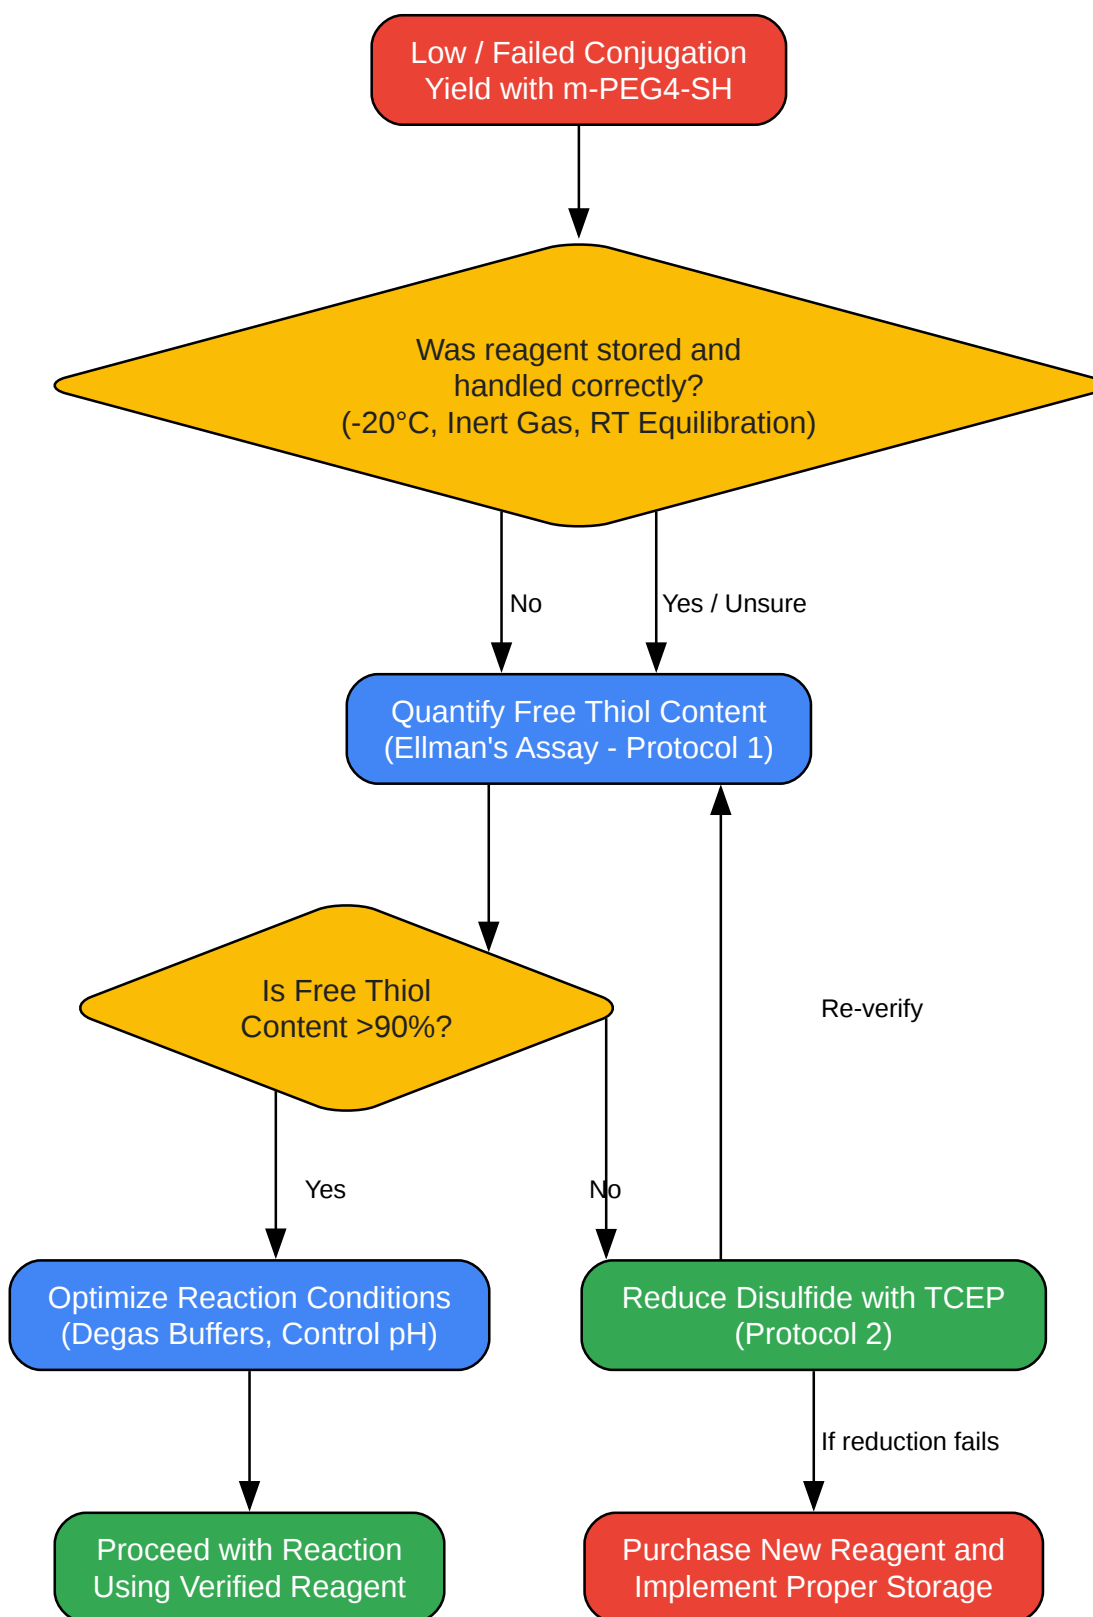 Low / Failed Conjugation
Yield with m-PEG4-SH
Was reagent stored and
handled correctly?
(-20°C, Inert Gas, RT Equilibration)
No
Yes / Unsure
Quantify Free Thiol Content
(Ellman's Assay - Protocol 1)
Is Free Thiol
Content >90%?
Re-verify
Yes
No
Optimize Reaction Conditions
(Degas Buffers, Control pH)
Reduce Disulfide with TCEP
(Protocol 2)
If reduction fails
Proceed with Reaction
Using Verified Reagent
Purchase New Reagent and
Implement Proper Storage